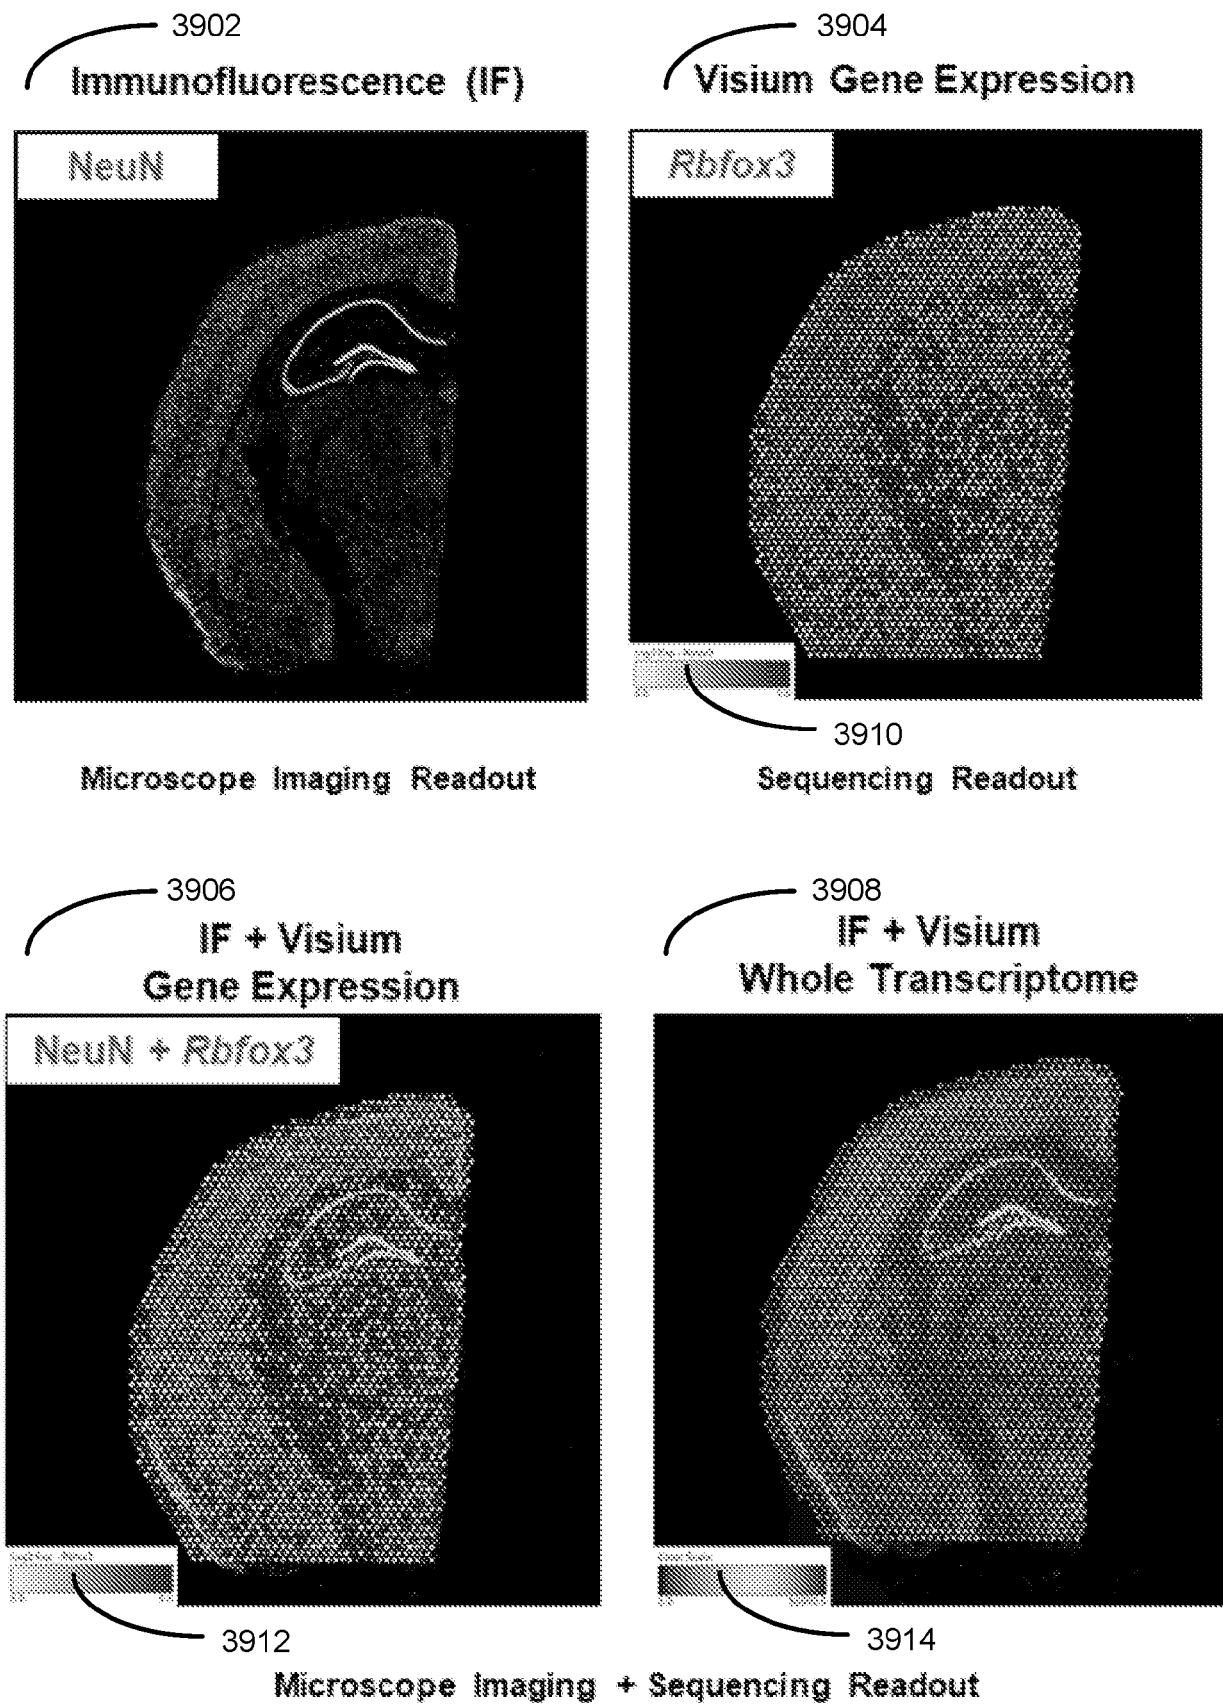 3902
Immunofluorescence (IF)
NeuN
Microscope Imaging Readout
3904
Visium Gene Expression
Rbfox3
3910
Sequencing Readout
3906
IF + Visium
Gene Expression
NeuN + Rbfox3
3912
3908
IF + Visium
Whole Transcriptome
3914
Microscope Imaging + Sequencing Readout